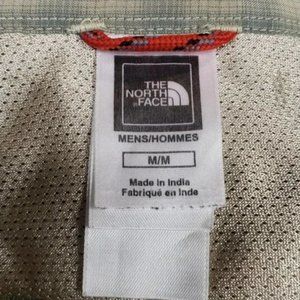 THE
NORTH
FACE
MENS/HOMMES
M/M
Made in India
Fabriqué en Inde